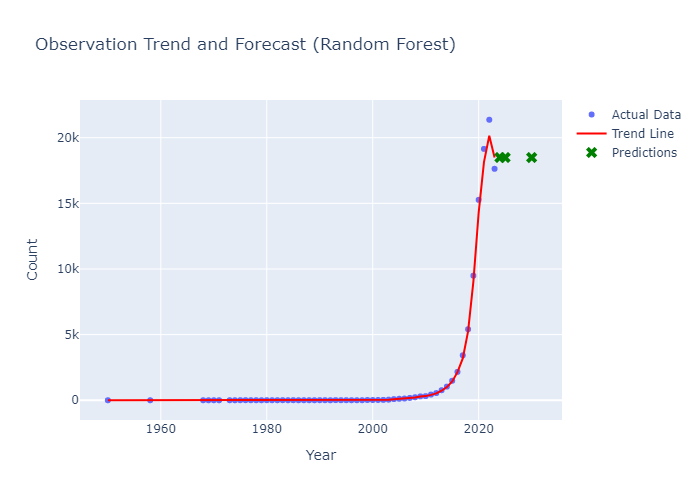 Observation Trend and Forecast (Random Forest)
Actual Data
Trend Line
Predictions
20k
15k
10k
5k
0
Count
1960
1980
2000
2020
Year